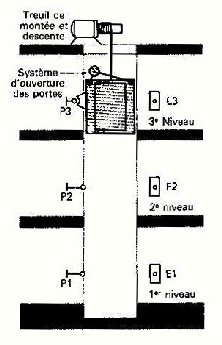 Treuil de
montée et
descente
Système
d'ouverture
des portes
P3
E3
3e Niveau
P2
E2
2e niveau
P1
E1
1er niveau